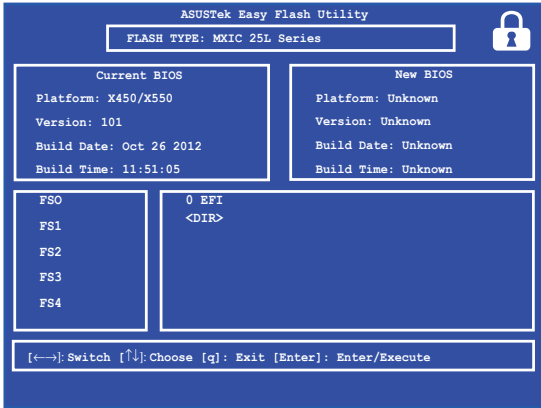 ASUSTek Easy Flash Utility
FLASH TYPE: MXIC 25L Series
Current BIOS
Platform: X450/X550
Version: 101
Build Date: Oct 26 2012
Build Time: 11:51:05
New BIOS
Platform: Unknown
Version: Unknown
Build Date: Unknown
Build Time: Unknown
FSO
FS1
FS2
FS3
FS4
0 EFI
<DIR>
[←→]: Switch [↑↓]: Choose [q]: Exit [Enter]: Enter/Execute